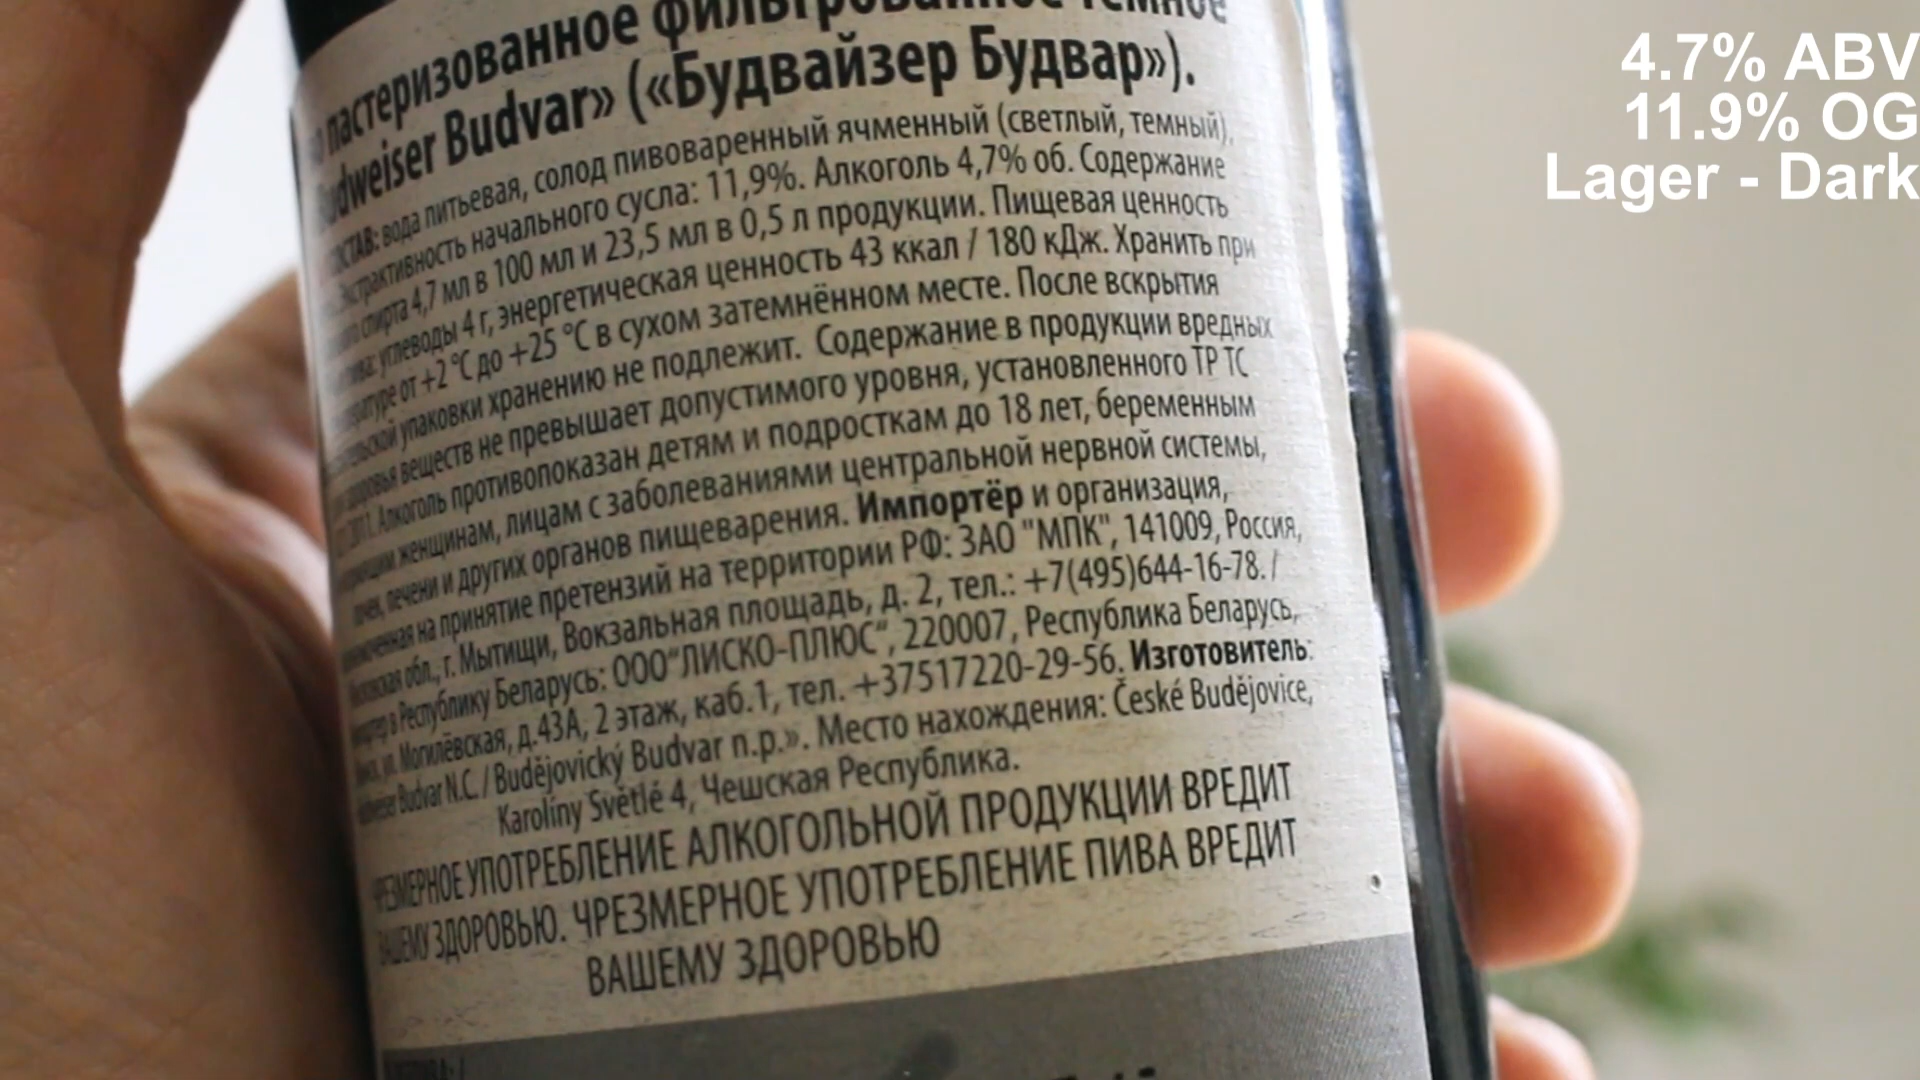 пастеризованное фильтрованное темное
Budweiser Budvar» («Будвайзер Будвар»).
вода питьевая, солод пивоваренный ячменный (светлый, темный),
Экстрактивность начального сусла: 11,9%. Алкоголь 4,7% об. Содержание
спирта 4,7 мл в 100 мл и 23,5 мл в 0,5 л продукции. Пищевая ценность
пива: углеводы 4 г, энергетическая ценность 43 ккал / 180 кДж. Хранить при
температуре от +2 °С до +25 °С в сухом затемнённом месте. После вскрытия
упаковки хранению не подлежит. Содержание в продукции вредных
здоровья веществ не превышает допустимого уровня, установленного ТР ТС
Алкоголь противопоказан детям и подросткам до 18 лет, беременным
женщинам, лицам с заболеваниями центральной нервной системы,
почек, печени и других органов пищеварения. Импортёр и организация,
на принятие претензий на территории РФ: ЗАО "МПК", 141009, Россия,
обл., г. Мытищи, Вокзальная площадь, д. 2, тел.: +7(495)644-16-78. /
в Республику Беларусь: ООО“ЛИСКО-ПЛЮС“, 220007, Республика Беларусь,
ул. Могилёвская, д.43А, 2 этаж, каб.1, тел. +37517220-29-56. Изготовитель:
Budvar N.C. / Budějovický Budvar n.p.». Место нахождения: České Budějovice,
Karolíny Světlé 4, Чешская Республика.
ЧРЕЗМЕРНОЕ УПОТРЕБЛЕНИЕ АЛКОГОЛЬНОЙ ПРОДУКЦИИ ВРЕДИТ
ВАШЕМУ ЗДОРОВЬЮ. ЧРЕЗМЕРНОЕ УПОТРЕБЛЕНИЕ ПИВА ВРЕДИТ
ВАШЕМУ ЗДОРОВЬЮ
4.7% ABV
11.9% OG
Lager - Dark